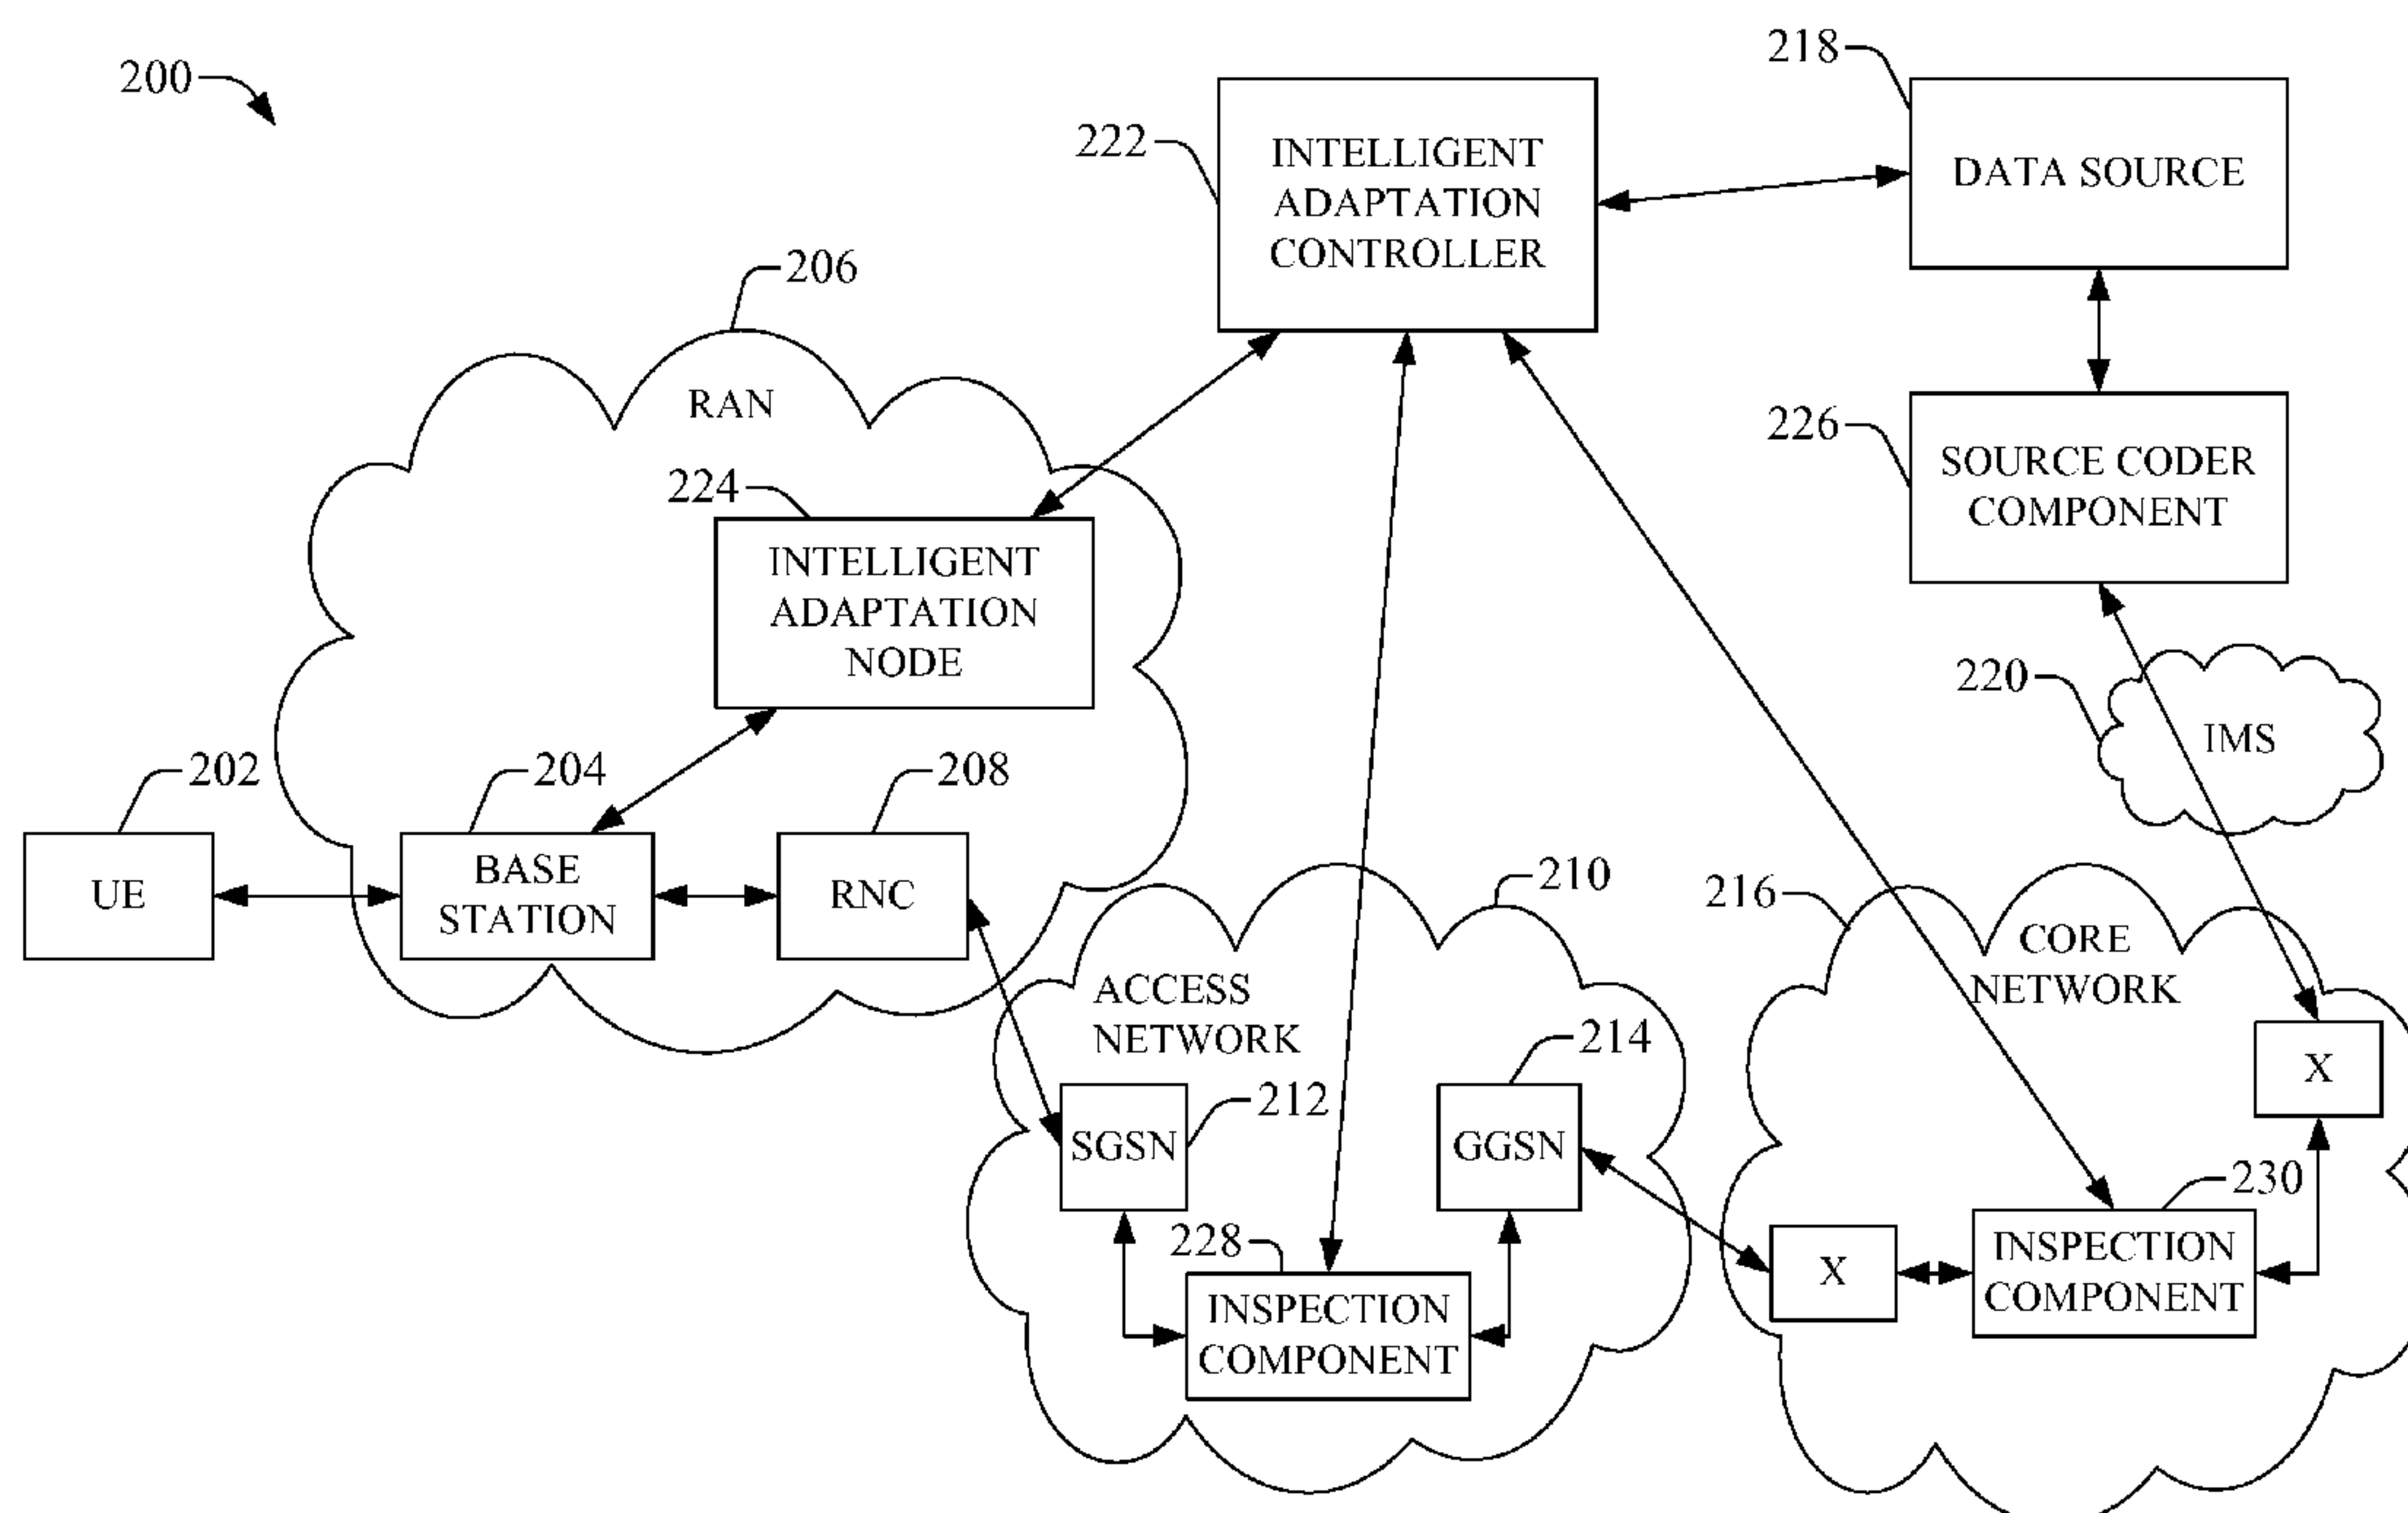 200
218
222
INTELLIGENT
ADAPTATION
CONTROLLER
DATA SOURCE
206
RAN
226
SOURCE CODER
COMPONENT
224
INTELLIGENT
ADAPTATION
NODE
220
IMS
202
204
208
UE
BASE
STATION
RNC
210
216
CORE
NETWORK
ACCESS
NETWORK
214
X
SGSN
212
GGSN
230
228
X
INSPECTION
COMPONENT
INSPECTION
COMPONENT